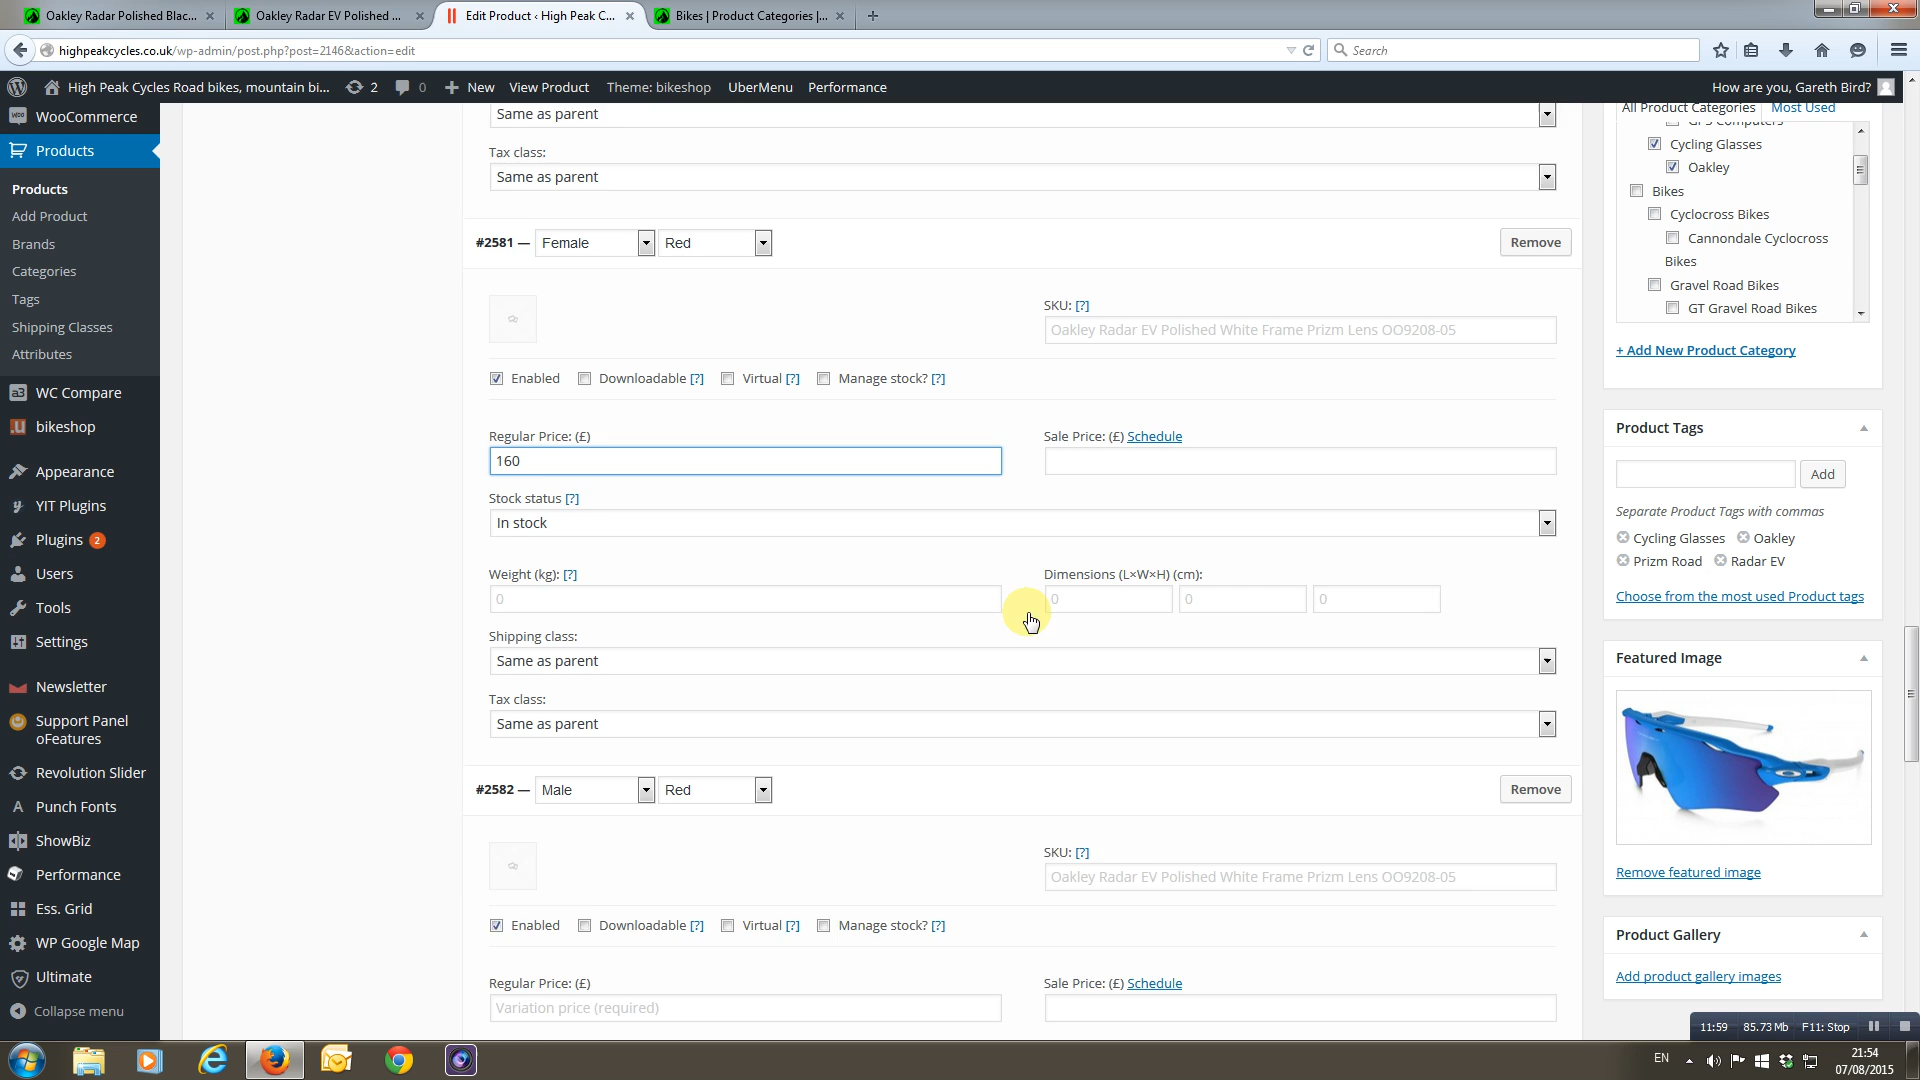 Oakley Radar Polished Blac...
Oakley Radar EV Polished ...
Edit Product ‹ High Peak C...
Bikes | Product Categories |...
highpeakcycles.co.uk/wp-admin/post.php?post=2146&action=edit
Search
High Peak Cycles Road bikes, mountain bi...
2
0
New
View Product
Theme: bikeshop
UberMenu
Performance
How are you, Gareth Bird?
WooCommerce
Products
Products
Add Product
Brands
Categories
Tags
Shipping Classes
Attributes
WC Compare
bikeshop
Appearance
YIT Plugins
Plugins 2
Users
Tools
Settings
Newsletter
Support Panel
oFeatures
Revolution Slider
Punch Fonts
ShowBiz
Performance
Ess. Grid
WP Google Map
Ultimate
Collapse menu
Same as parent
Tax class:
Same as parent
#2581 — Female Red Remove
SKU: [?]
Oakley Radar EV Polished White Frame Prizm Lens OO9208-05
Enabled Downloadable [?] Virtual [?] Manage stock? [?]
Regular Price: (£)
160
Sale Price: (£) Schedule
Stock status [?]
In stock
Weight (kg): [?]
0
Dimensions (L×W×H) (cm):
0 0 0
Shipping class:
Same as parent
Tax class:
Same as parent
#2582 — Male Red Remove
SKU: [?]
Oakley Radar EV Polished White Frame Prizm Lens OO9208-05
Enabled Downloadable [?] Virtual [?] Manage stock? [?]
Regular Price: (£)
Variation price (required)
Sale Price: (£) Schedule
All Product Categories Most Used
GPS Computers
Cycling Glasses
Oakley
Bikes
Cyclocross Bikes
Cannondale Cyclocross
Bikes
Gravel Road Bikes
GT Gravel Road Bikes
+ Add New Product Category
Product Tags
Add
Separate Product Tags with commas
Cycling Glasses Oakley
Prizm Road Radar EV
Choose from the most used Product tags
Featured Image
Remove featured image
Product Gallery
Add product gallery images
11:59 85.73 Mb F11: Stop
EN
21:54
07/08/2015